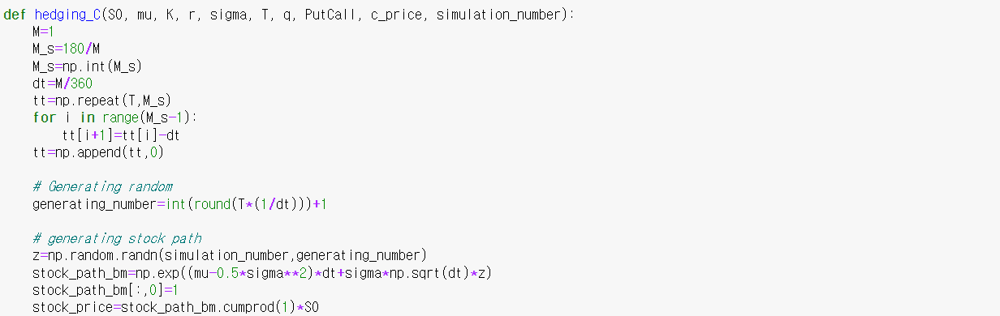 def hedging_C(S0, mu, K, r, sigma, T, q, PutCall, c_price, simulation_number):
    M=1
    M_s=180/M
    M_s=np.int(M_s)
    dt=M/360
    tt=np.repeat(T,M_s)
    for i in range(M_s-1):
        tt[i+1]=tt[i]-dt
    tt=np.append(tt,0)

    # Generating random
    generating_number=int(round(T*(1/dt)))+1

    # generating stock path
    z=np.random.randn(simulation_number,generating_number)
    stock_path_bm=np.exp((mu-0.5*sigma**2)*dt+sigma*np.sqrt(dt)*z)
    stock_path_bm[:,0]=1
    stock_price=stock_path_bm.cumprod(1)*S0